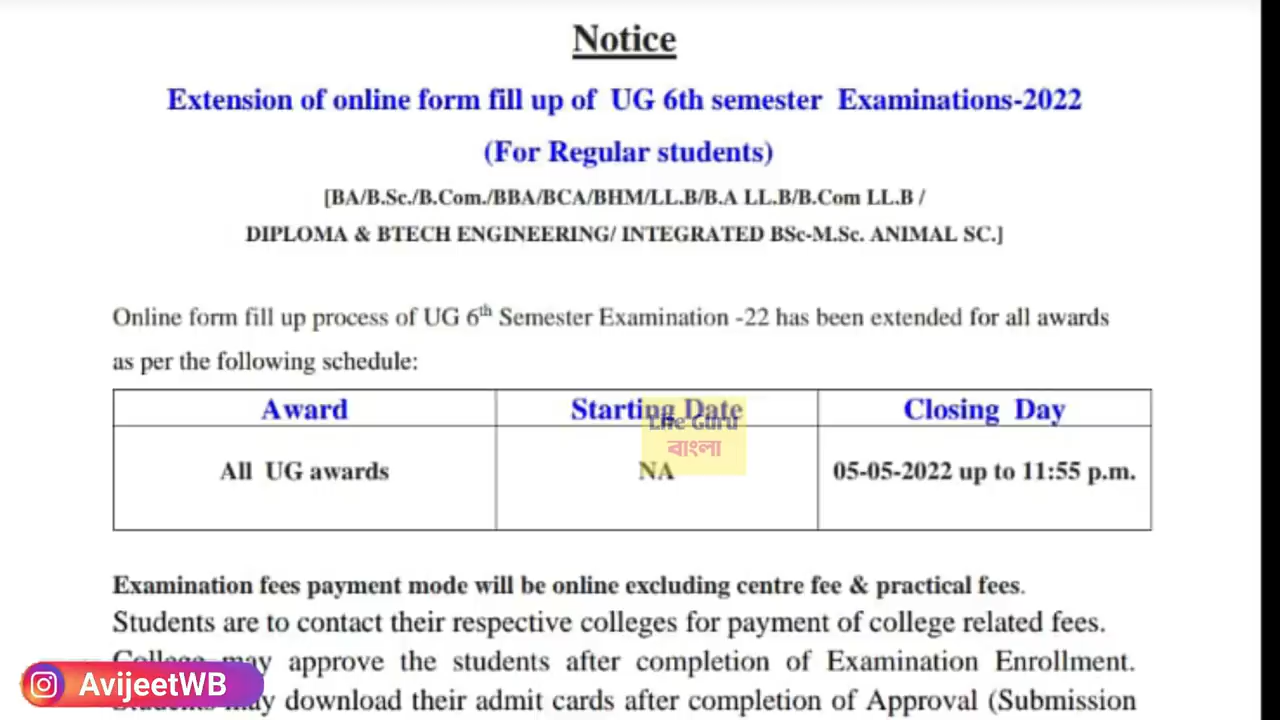 Notice
Extension of online form fill up of UG 6th semester Examinations-2022
(For Regular students)
[BA/B.Sc./B.Com./BBA/BCA/BHM/LL.B/B.A LL.B/B.Com LL.B /
DIPLOMA & BTECH ENGINEERING/ INTEGRATED BSc-M.Sc. ANIMAL SC.]
Online form fill up process of UG 6th Semester Examination -22 has been extended for all awards
as per the following schedule:
Award Starting Date Closing Day
Life Guru
বাংলা
All UG awards NA 05-05-2022 up to 11:55 p.m.
Examination fees payment mode will be online excluding centre fee & practical fees.
Students are to contact their respective colleges for payment of college related fees.
College may approve the students after completion of Examination Enrollment.
Students may download their admit cards after completion of Approval (Submission
AvijeetWB